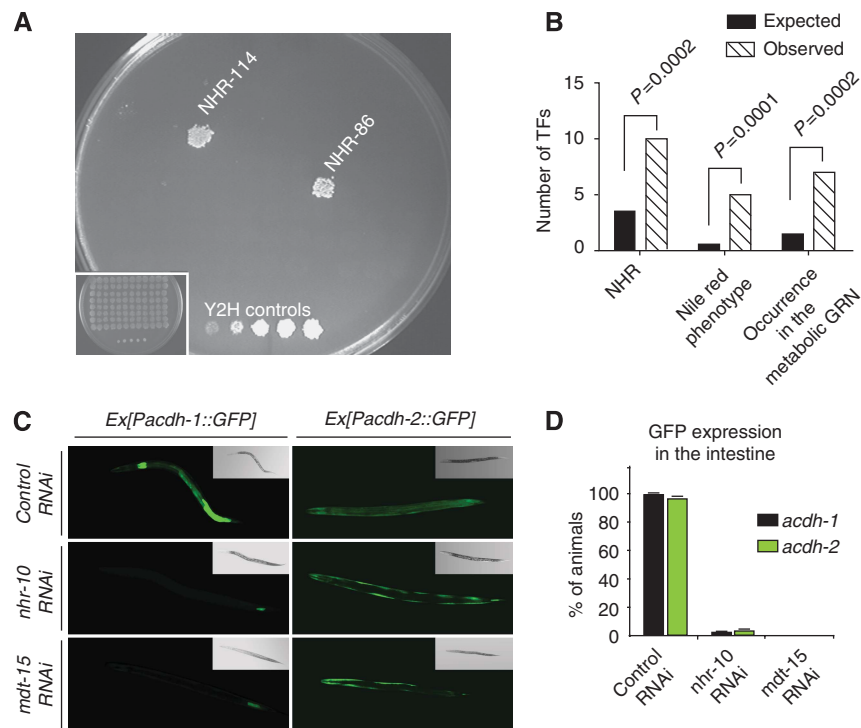 A
NHR-114
NHR-86
Y2H controls
B
Expected
Observed
P=0.0002
P=0.0001
P=0.0002
Number of TFs
15
10
5
0
NHR
Nile red
phenotype
Occurrence
in the
metabolic GRN
C
Ex[Pacdh-1::GFP]
Ex[Pacdh-2::GFP]
Control
RNAi
nhr-10
RNAi
mdt-15
RNAi
D
GFP expression
in the intestine
% of animals
100
80
60
40
20
0
acdh-1
acdh-2
Control
RNAi
nhr-10
RNAi
mdt-15
RNAi